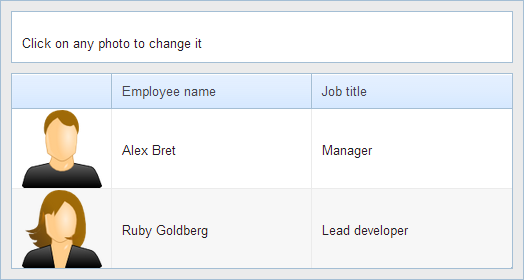 Click on any photo to change it
Employee name Job title
Alex Bret Manager
Ruby Goldberg Lead developer